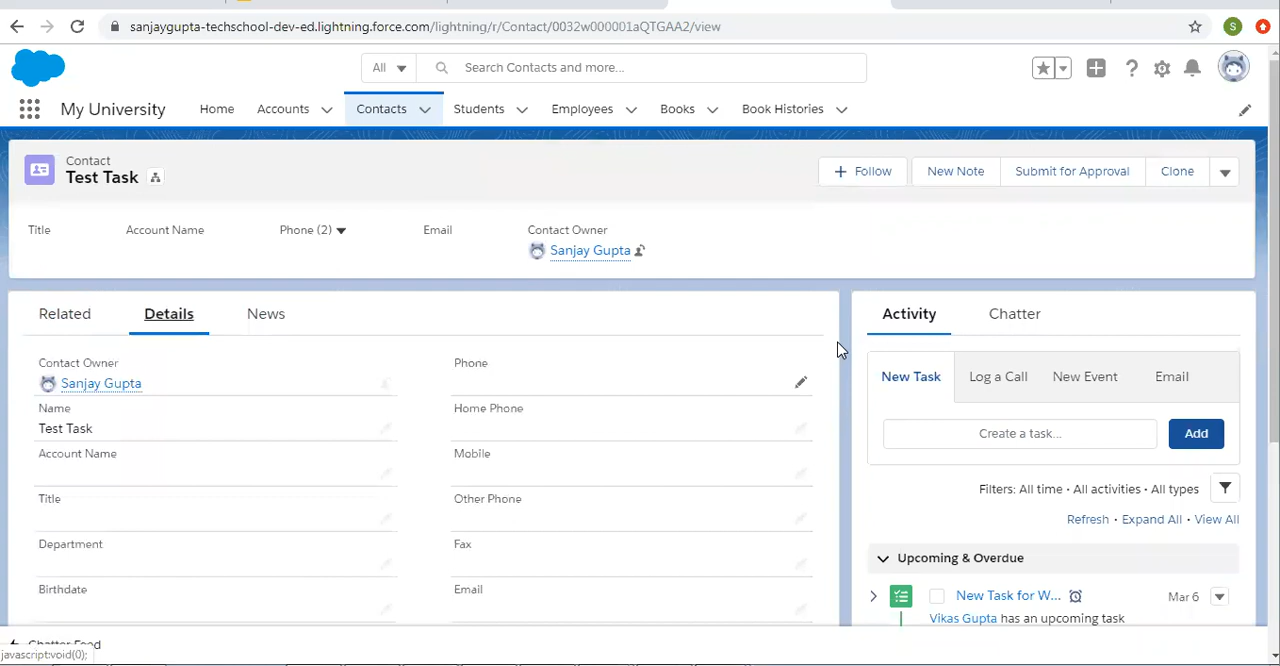 sanjaygupta-techschool-dev-ed.lightning.force.com/lightning/r/Contact/0032w000001aQTGAA2/view
S
All
Search Contacts and more...
My University
Home
Accounts
Contacts
Students
Employees
Books
Book Histories
Contact
Test Task
Follow
New Note
Submit for Approval
Clone
Title
Account Name
Phone (2)
Email
Contact Owner
Sanjay Gupta
Related
Details
News
Contact Owner
Sanjay Gupta
Name
Test Task
Account Name
Title
Department
Birthdate
Phone
Home Phone
Mobile
Other Phone
Fax
Email
Activity
Chatter
New Task
Log a Call
New Event
Email
Create a task...
Add
Filters: All time • All activities • All types
Refresh • Expand All • View All
Upcoming & Overdue
New Task for W...
Mar 6
Vikas Gupta has an upcoming task
Chatter Feed
javascript:void(0);